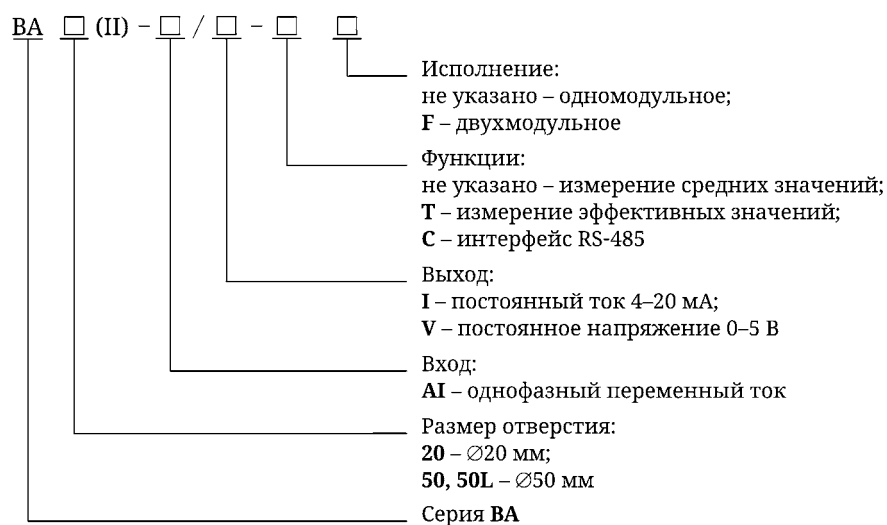 BA □ (II) – □ / □ – □ □
Исполнение:
не указано – одномодульное;
F – двухмодульное
Функции:
не указано – измерение средних значений;
T – измерение эффективных значений;
C – интерфейс RS-485
Выход:
I – постоянный ток 4–20 мА;
V – постоянное напряжение 0–5 В
Вход:
AI – однофазный переменный ток
Размер отверстия:
20 – ∅20 мм;
50, 50L – ∅50 мм
Серия BA